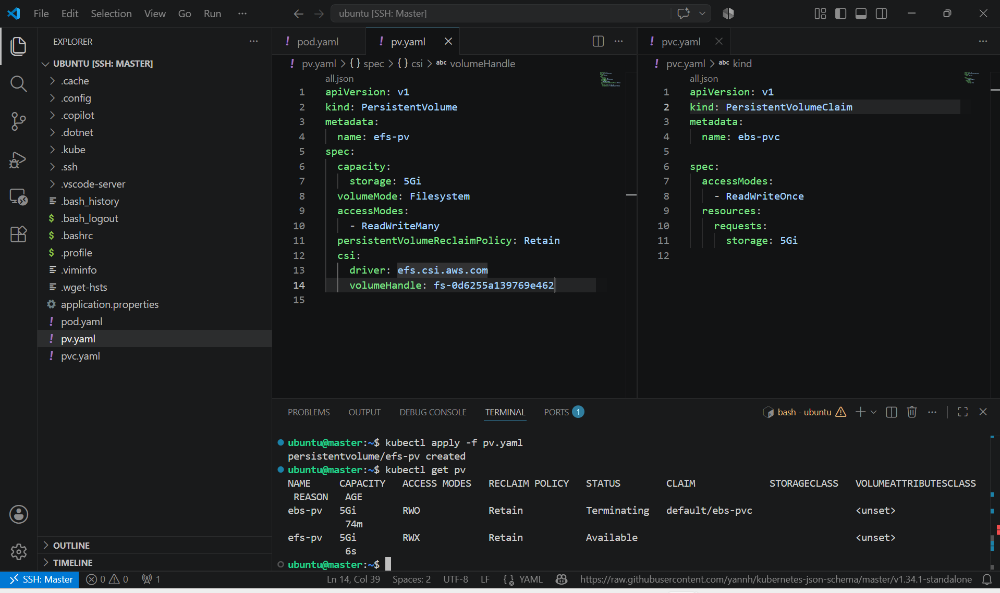 File Edit Selection View Go Run ···
ubuntu [SSH: Master]
EXPLORER
UBUNTU [SSH: MASTER]
.cache
.config
.copilot
.dotnet
.kube
.ssh
.vscode-server
.bash_history
.bash_logout
.bashrc
.profile
.viminfo
.wget-hsts
application.properties
pod.yaml
pv.yaml
pvc.yaml
OUTLINE
TIMELINE
pod.yaml
pv.yaml
pv.yaml > {} spec > {} csi > abc volumeHandle
all.json
1 apiVersion: v1
2 kind: PersistentVolume
3 metadata:
4 name: efs-pv
5 spec:
6 capacity:
7 storage: 5Gi
8 volumeMode: Filesystem
9 accessModes:
10 - ReadWriteMany
11 persistentVolumeReclaimPolicy: Retain
12 csi:
13 driver: efs.csi.aws.com
14 volumeHandle: fs-0d6255a139769e462
15
pvc.yaml
pvc.yaml > abc kind
all.json
1 apiVersion: v1
2 kind: PersistentVolumeClaim
3 metadata:
4 name: ebs-pvc
5
6 spec:
7 accessModes:
8 - ReadWriteOnce
9 resources:
10 requests:
11 storage: 5Gi
12
PROBLEMS OUTPUT DEBUG CONSOLE TERMINAL PORTS 1
bash - ubuntu
ubuntu@master:~$ kubectl apply -f pv.yaml
persistentvolume/efs-pv created
ubuntu@master:~$ kubectl get pv
NAME CAPACITY ACCESS MODES RECLAIM POLICY STATUS CLAIM STORAGECLASS VOLUMEATTRIBUTESCLASS
REASON AGE
ebs-pv 5Gi RWO Retain Terminating default/ebs-pvc <unset>
74m
efs-pv 5Gi RWX Retain Available <unset>
6s
ubuntu@master:~$
SSH: Master 0 0 1 Ln 14, Col 39 Spaces: 2 UTF-8 LF YAML https://raw.githubusercontent.com/yannh/kubernetes-json-schema/master/v1.34.1-standalone